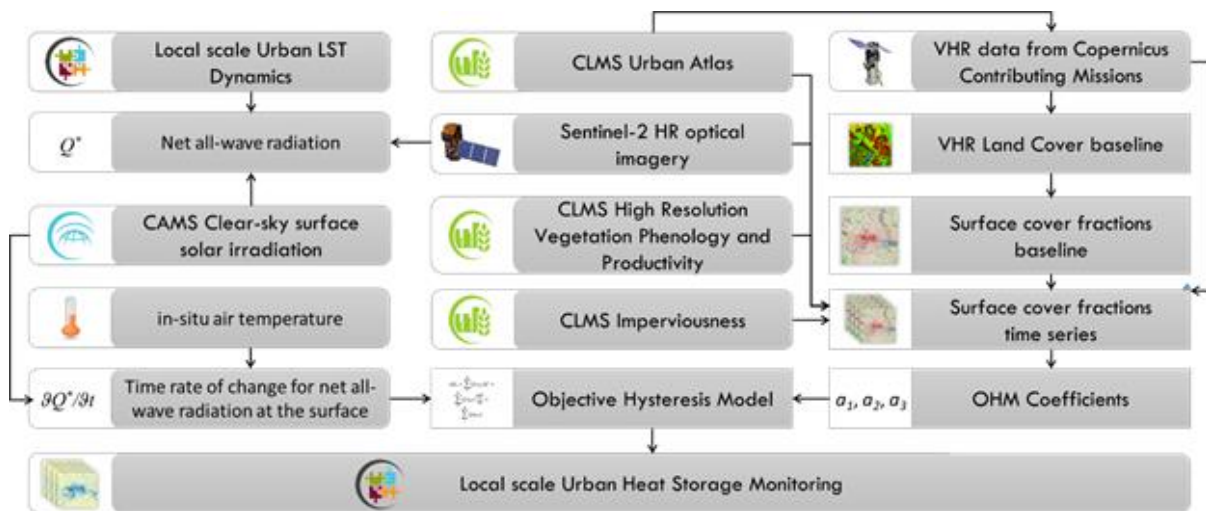 Local scale Urban LST
Dynamics
Q*
Net all-wave radiation
CAMS Clear-sky surface
solar irradiation
in-situ air temperature
∂Q*/∂t
Time rate of change for net all-
wave radiation at the surface
CLMS Urban Atlas
Sentinel-2 HR optical
imagery
CLMS High Resolution
Vegetation Phenology and
Productivity
CLMS Imperviousness
Objective Hysteresis Model
VHR data from Copernicus
Contributing Missions
VHR Land Cover baseline
Surface cover fractions
baseline
Surface cover fractions
time series
a1, a2, a3
OHM Coefficients
Local scale Urban Heat Storage Monitoring